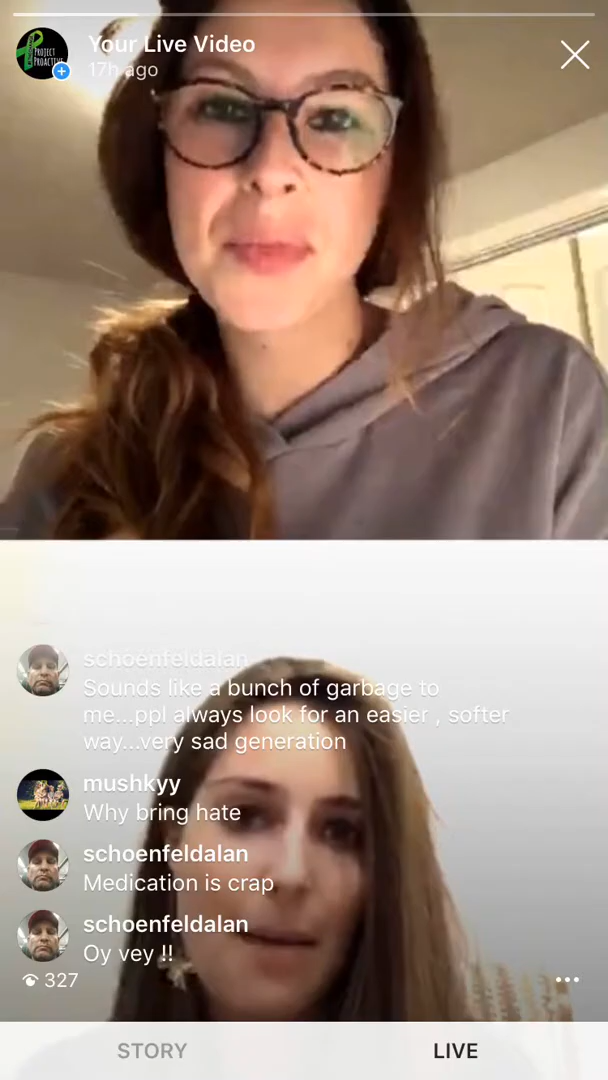 Your Live Video
17h ago
PROJECT
PROACTIVE
schoenfeldalan
Sounds like a bunch of garbage to
me...ppl always look for an easier , softer
way...very sad generation
mushkyy
Why bring hate
schoenfeldalan
Medication is crap
schoenfeldalan
Oy vey !!
327
STORY
LIVE